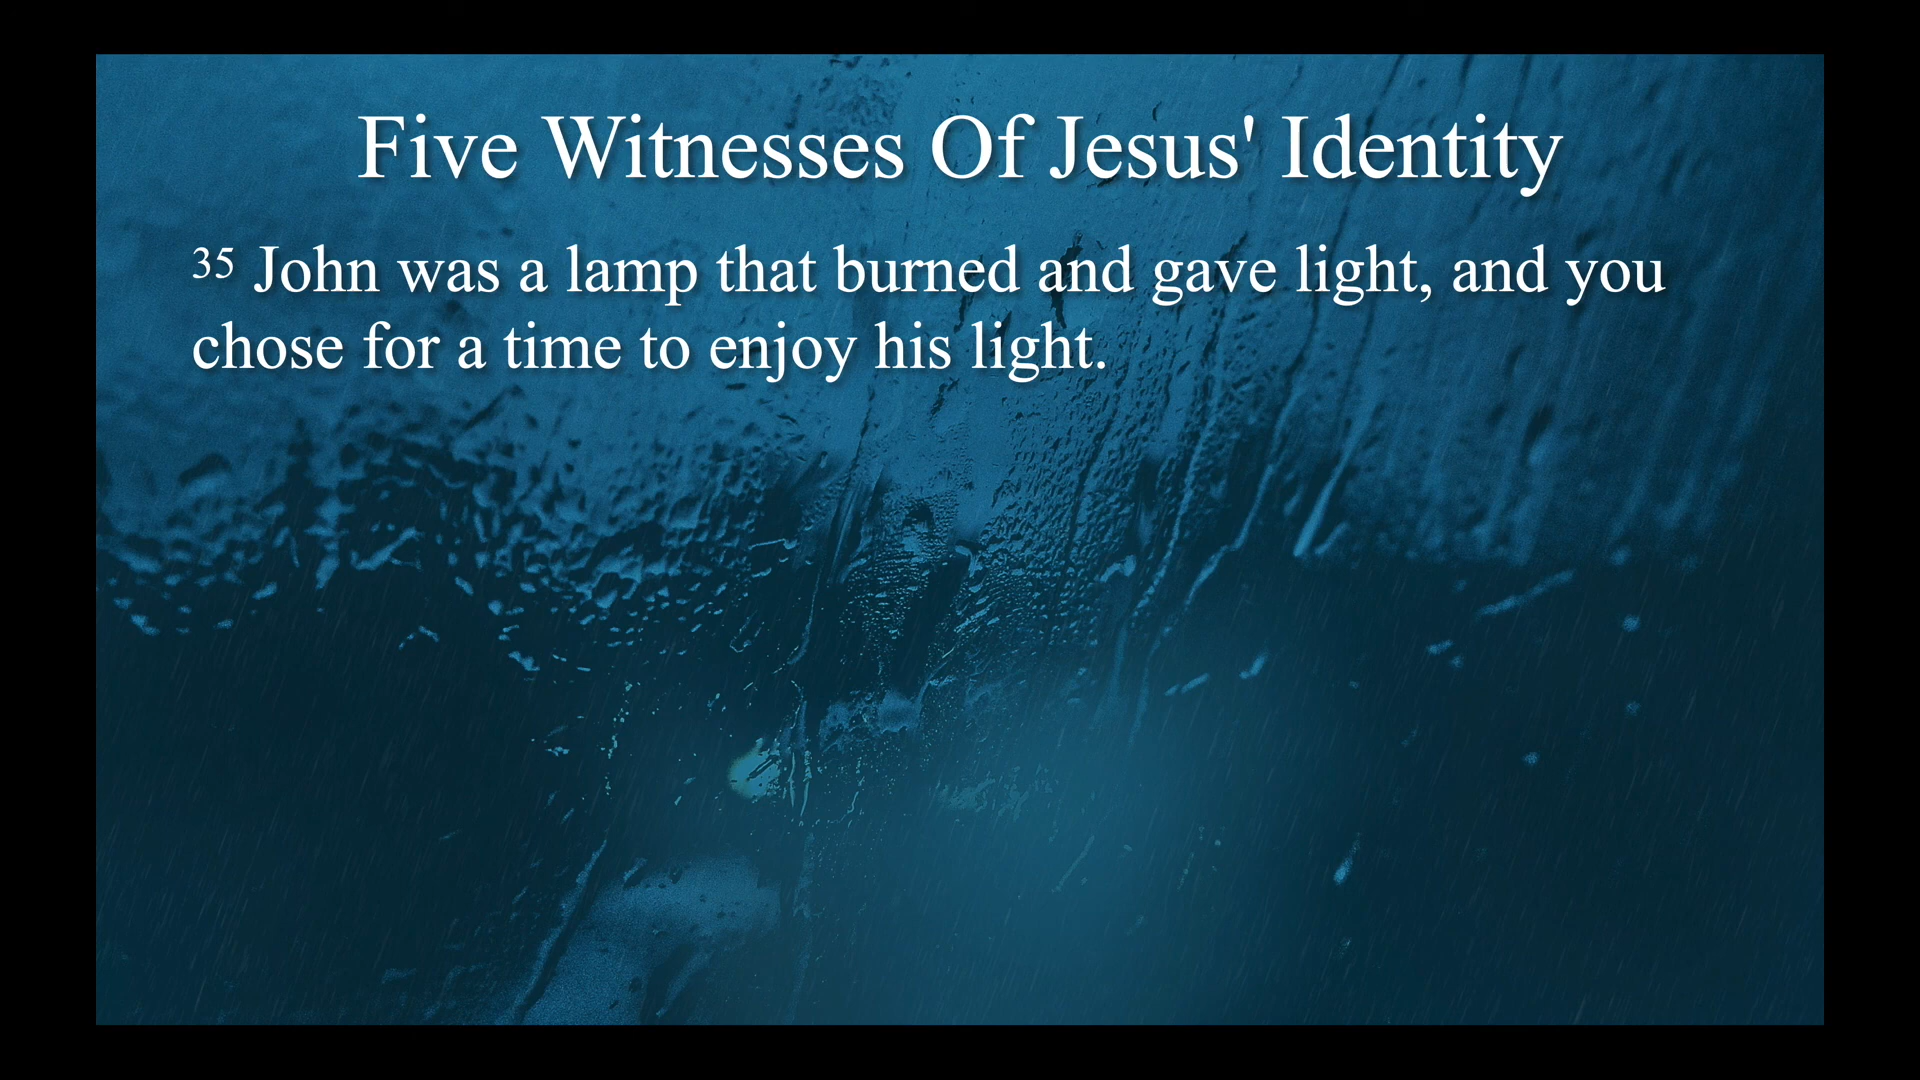 Five Witnesses Of Jesus' Identity
35 John was a lamp that burned and gave light, and you
chose for a time to enjoy his light.